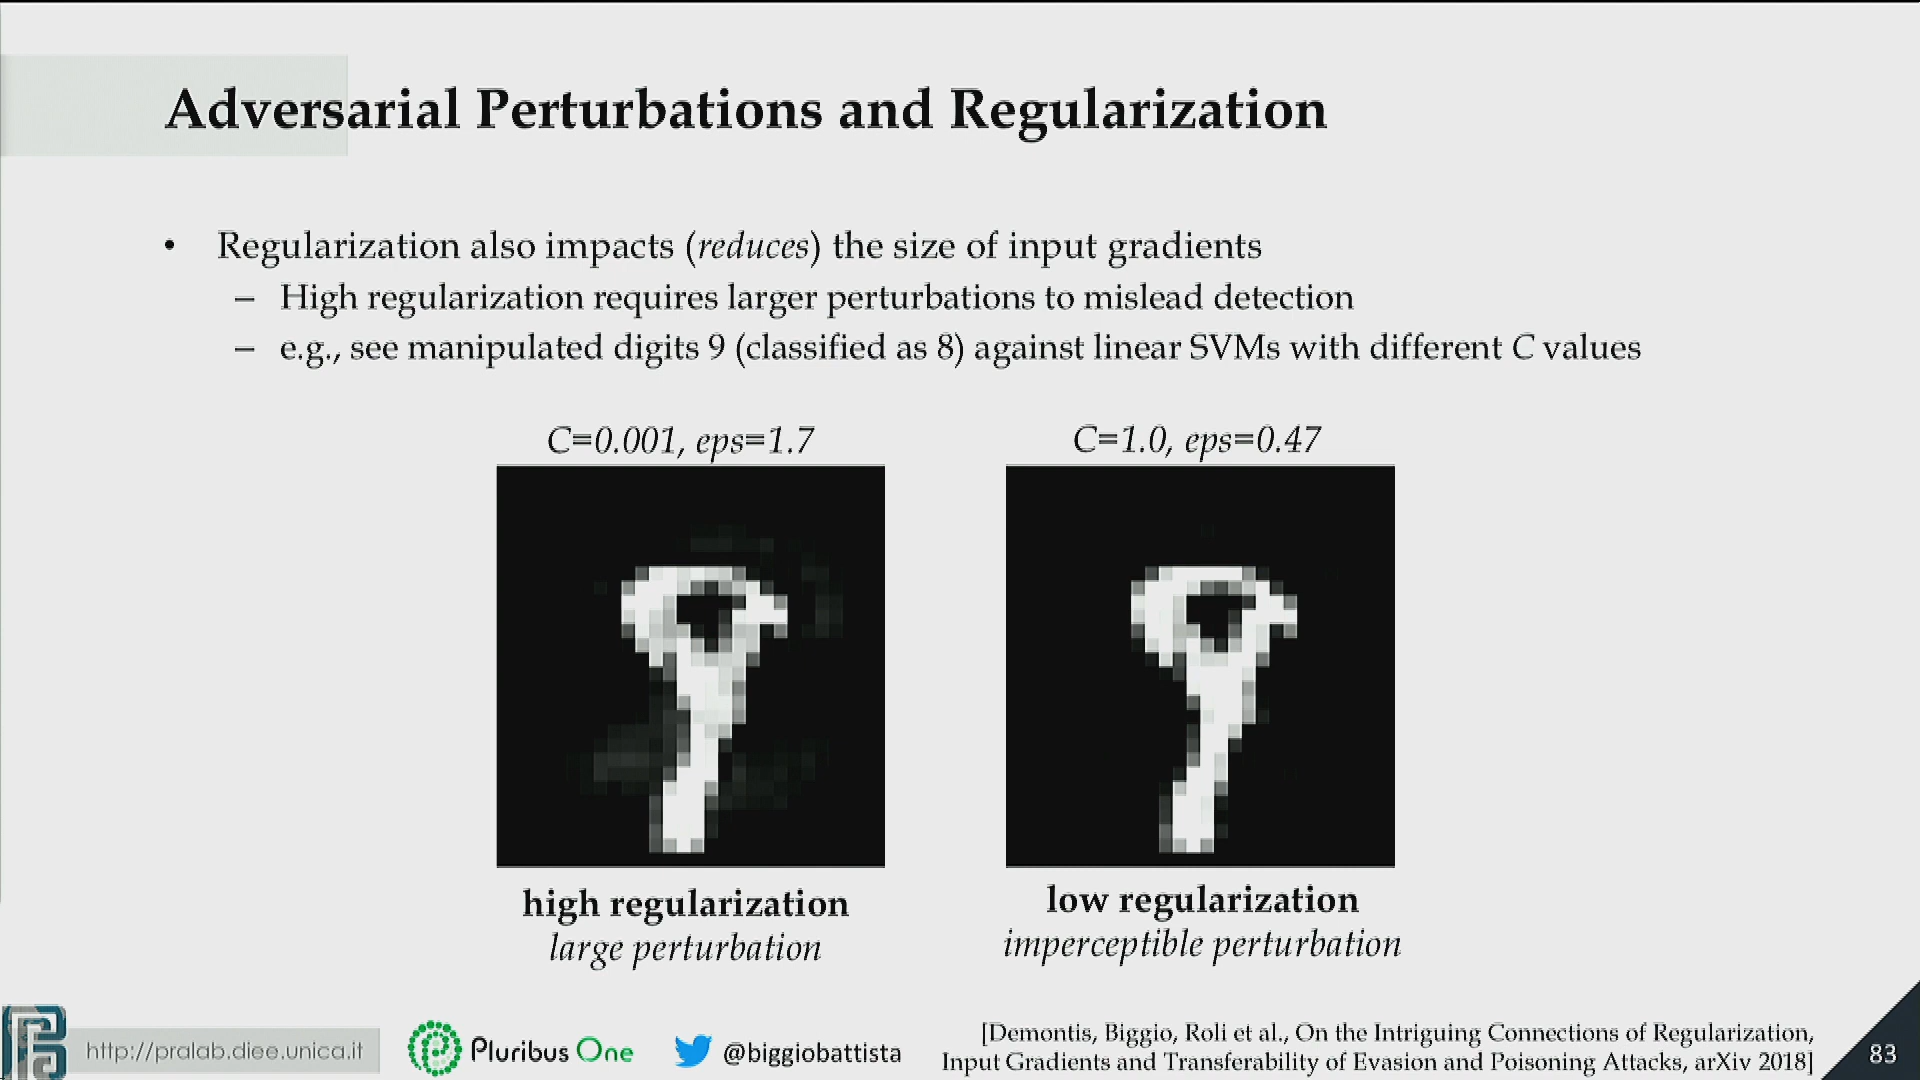 Adversarial Perturbations and Regularization
• Regularization also impacts (reduces) the size of input gradients
– High regularization requires larger perturbations to mislead detection
– e.g., see manipulated digits 9 (classified as 8) against linear SVMs with different C values
C=0.001, eps=1.7
C=1.0, eps=0.47
high regularization
large perturbation
low regularization
imperceptible perturbation
http://pralab.diee.unica.it
Pluribus One
@biggiobattista
[Demontis, Biggio, Roli et al., On the Intriguing Connections of Regularization,
Input Gradients and Transferability of Evasion and Poisoning Attacks, arXiv 2018]
83